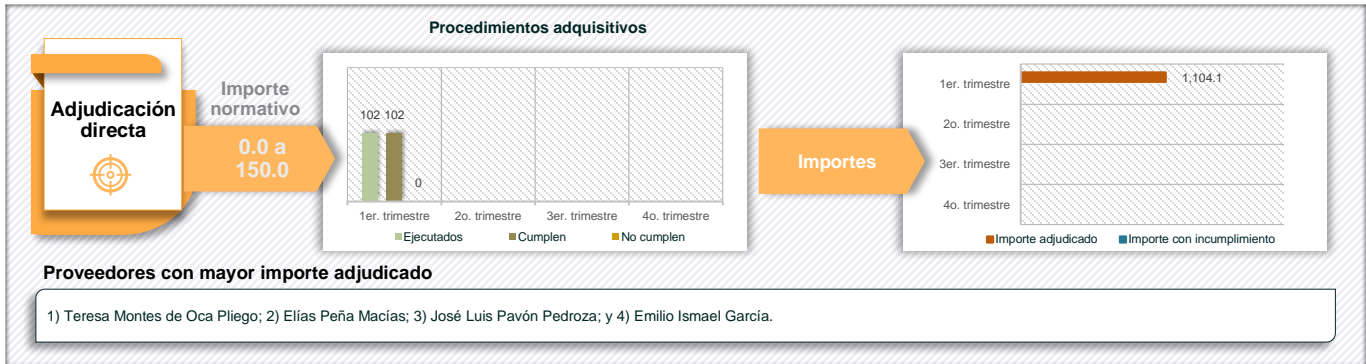 Procedimientos adquisitivos
Adjudicación
directa
Importe
normativo
0.0 a
150.0
102 102
0
1er. trimestre 2o. trimestre 3er. trimestre 4o. trimestre
Ejecutados Cumplen No cumplen
Importes
1er. trimestre 1,104.1
2o. trimestre
3er. trimestre
4o. trimestre
Importe adjudicado Importe con incumplimiento
Proveedores con mayor importe adjudicado
1) Teresa Montes de Oca Pliego; 2) Elías Peña Macías; 3) José Luis Pavón Pedroza; y 4) Emilio Ismael García.